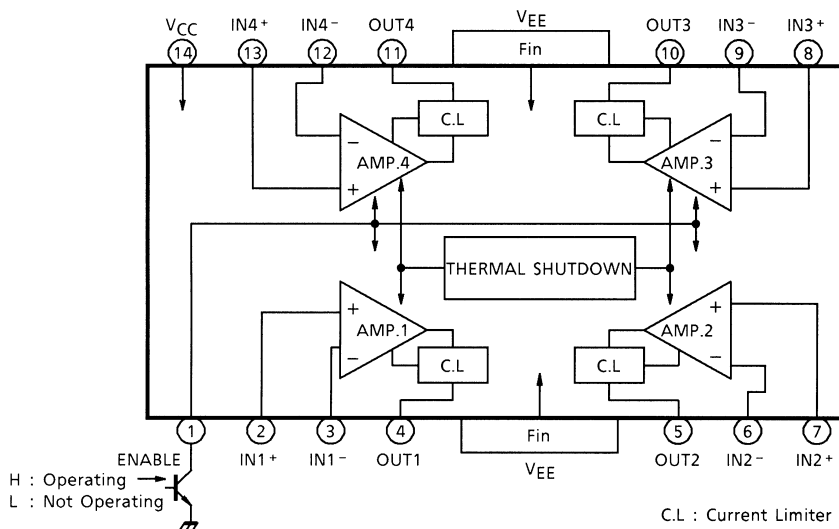 VCC IN4+ IN4- OUT4 VEE OUT3 IN3- IN3+
14 13 12 11 Fin 10 9 8
C.L C.L
- AMP.4 + AMP.3 - +
THERMAL SHUTDOWN
+ AMP.1 - AMP.2 + -
C.L C.L
1 2 3 4 Fin 5 6 7
ENABLE IN1+ IN1- OUT1 VEE OUT2 IN2- IN2+
H : Operating
L : Not Operating
C.L : Current Limiter